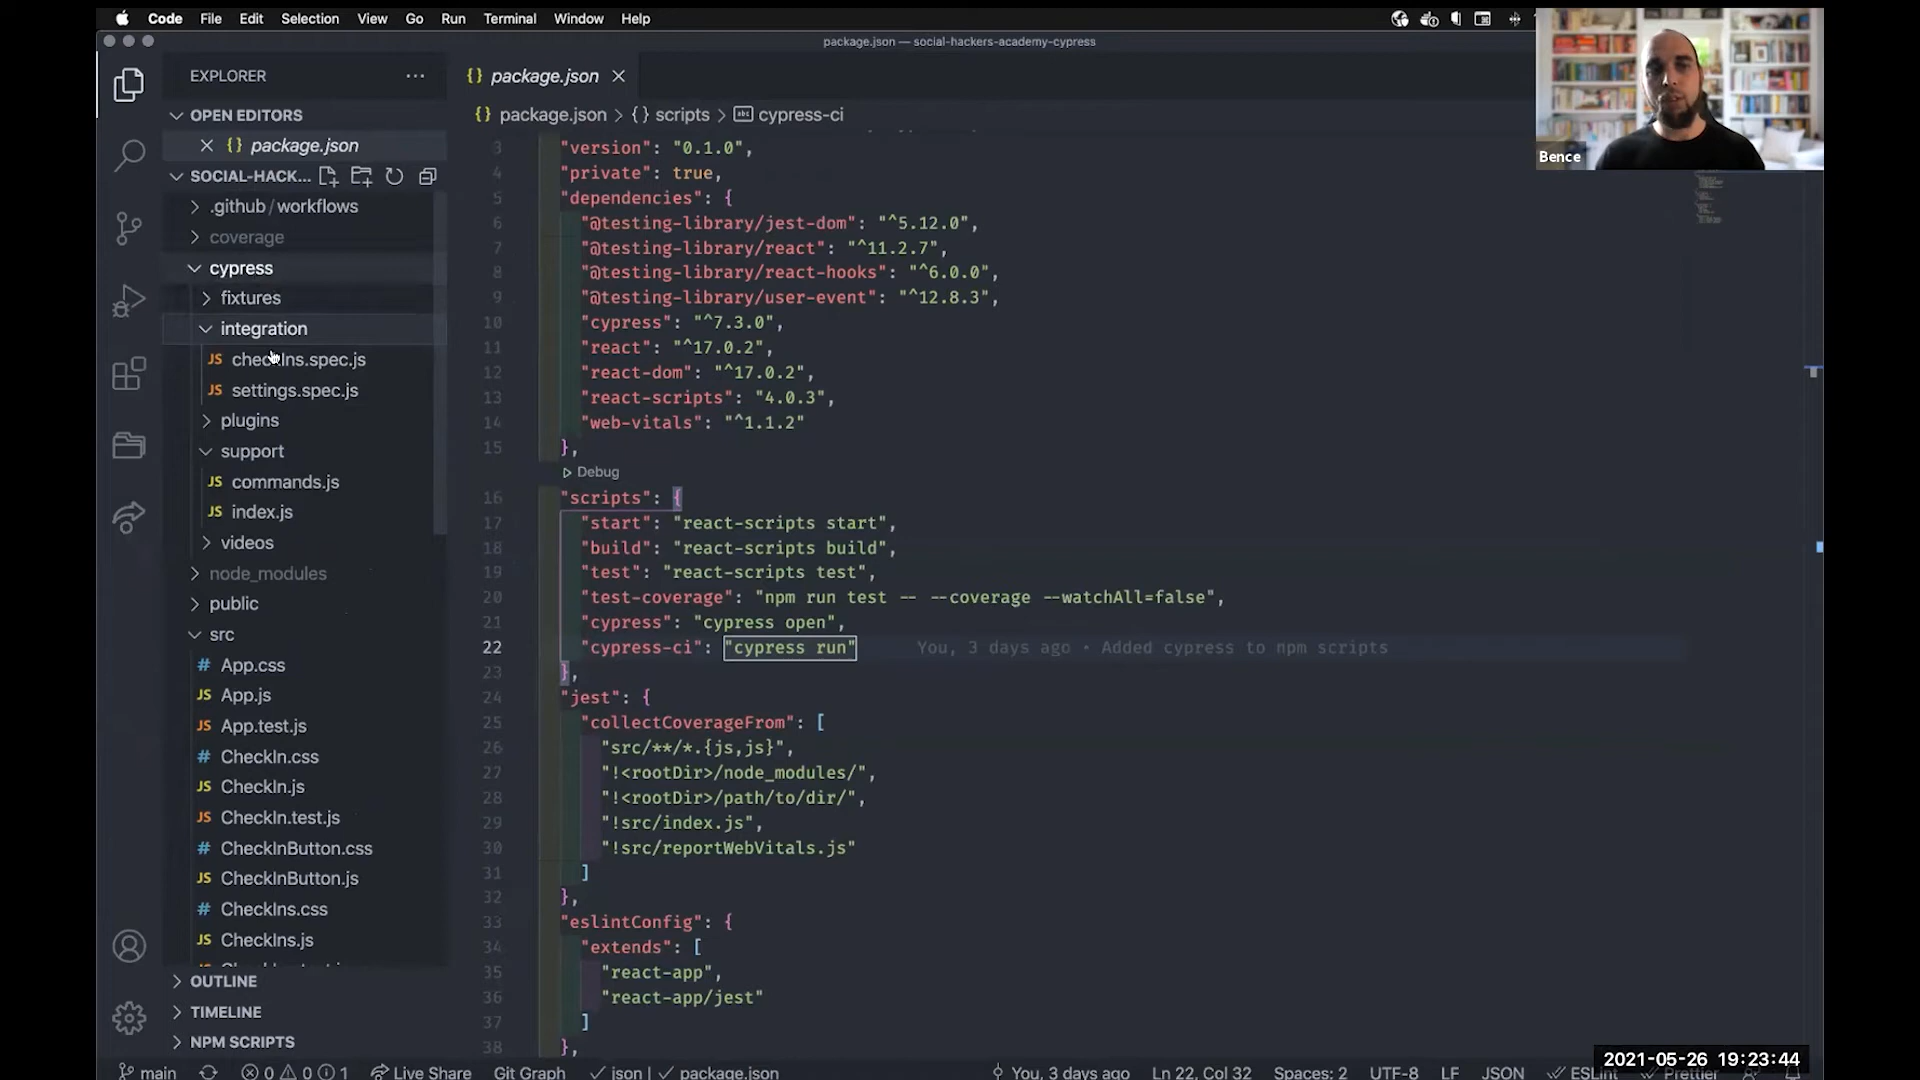 Code File Edit Selection View Go Run Terminal Window Help
package.json — social-hackers-academy-cypress
EXPLORER
OPEN EDITORS
{} package.json
SOCIAL-HACK...
.github/workflows
coverage
cypress
fixtures
integration
JS checkIns.spec.js
JS settings.spec.js
plugins
support
JS commands.js
JS index.js
videos
node_modules
public
src
# App.css
JS App.js
JS App.test.js
# CheckIn.css
JS CheckIn.js
JS CheckIn.test.js
# CheckInButton.css
JS CheckInButton.js
# CheckIns.css
JS CheckIns.js
OUTLINE
TIMELINE
NPM SCRIPTS
{} package.json
{} package.json > {} scripts > abc cypress-ci
3 "version": "0.1.0",
4 "private": true,
5 "dependencies": {
6 "@testing-library/jest-dom": "^5.12.0",
7 "@testing-library/react": "^11.2.7",
8 "@testing-library/react-hooks": "^6.0.0",
9 "@testing-library/user-event": "^12.8.3",
10 "cypress": "^7.3.0",
11 "react": "^17.0.2",
12 "react-dom": "^17.0.2",
13 "react-scripts": "4.0.3",
14 "web-vitals": "^1.1.2"
15 },
Debug
16 "scripts": {
17 "start": "react-scripts start",
18 "build": "react-scripts build",
19 "test": "react-scripts test",
20 "test-coverage": "npm run test -- --coverage --watchAll=false",
21 "cypress": "cypress open",
22 "cypress-ci": "cypress run" You, 3 days ago • Added cypress to npm scripts
23 },
24 "jest": {
25 "collectCoverageFrom": [
26 "src/**/*.{js,js}",
27 "!<rootDir>/node_modules/",
28 "!<rootDir>/path/to/dir/",
29 "!src/index.js",
30 "!src/reportWebVitals.js"
31 ]
32 },
33 "eslintConfig": {
34 "extends": [
35 "react-app",
36 "react-app/jest"
37 ]
38 },
Bence
main 0 0 1 Live Share Git Graph json | package.json You, 3 days ago Ln 22, Col 32 Spaces: 2 UTF-8 LF JSON ESLint Prettier
2021-05-26 19:23:44